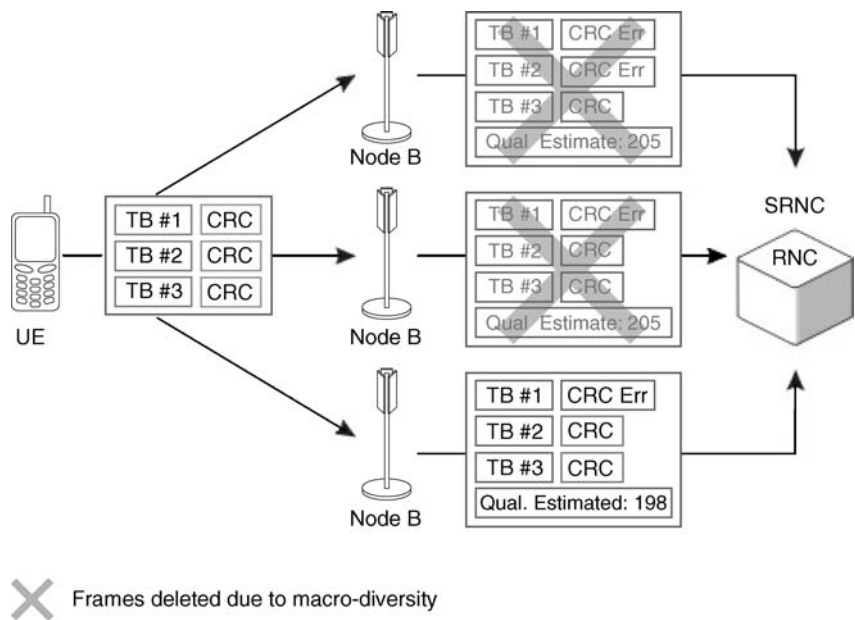 TB #1 CRC Err
TB #2 CRC Err
TB #3 CRC
Qual Estimate: 205
Node B
TB #1 CRC
TB #2 CRC
TB #3 CRC
UE
TB #1 CRC Err
TB #2 CRC
TB #3 CRC
Qual Estimate: 205
Node B
SRNC
RNC
TB #1 CRC Err
TB #2 CRC
TB #3 CRC
Qual. Estimated: 198
Node B
Frames deleted due to macro-diversity